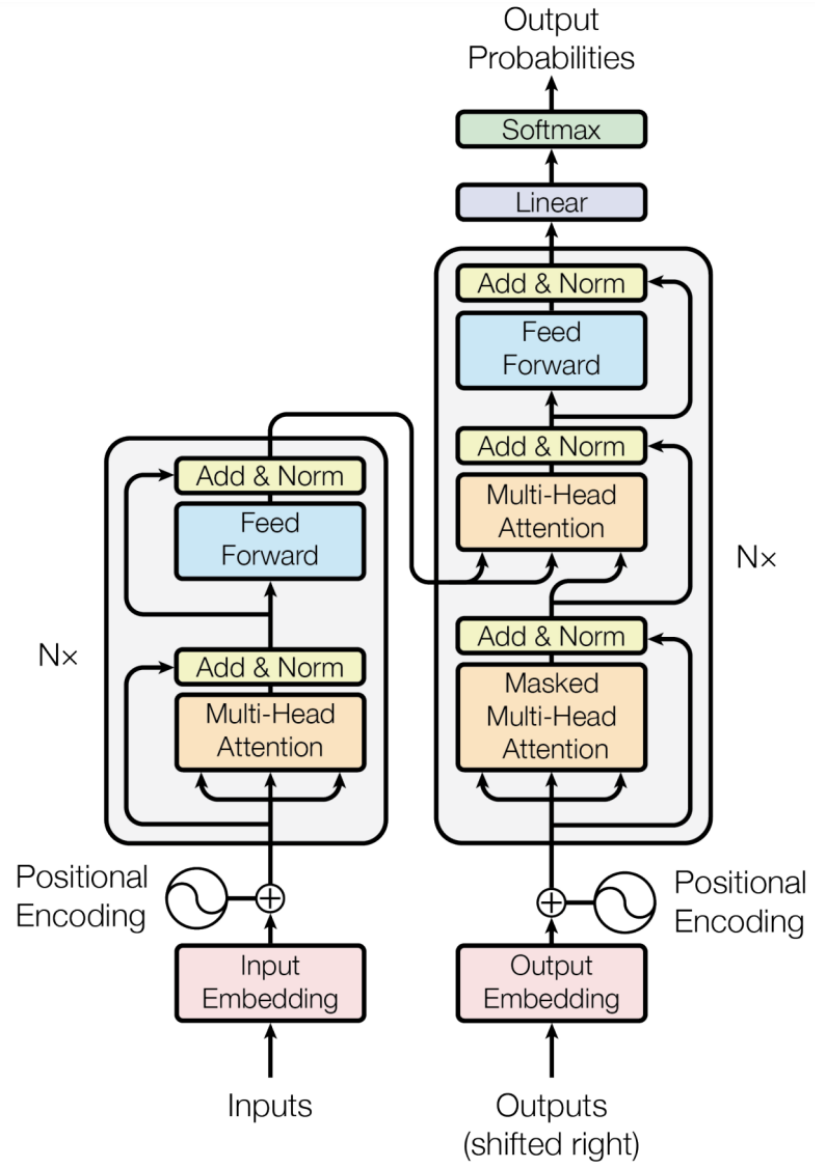 Output
Probabilities
Softmax
Linear
Add & Norm
Feed
Forward
Add & Norm
Multi-Head
Attention
Add & Norm
Masked
Multi-Head
Attention
N×
Add & Norm
Feed
Forward
Add & Norm
Multi-Head
Attention
N×
Positional
Encoding
Positional
Encoding
Input
Embedding
Output
Embedding
Inputs
Outputs
(shifted right)